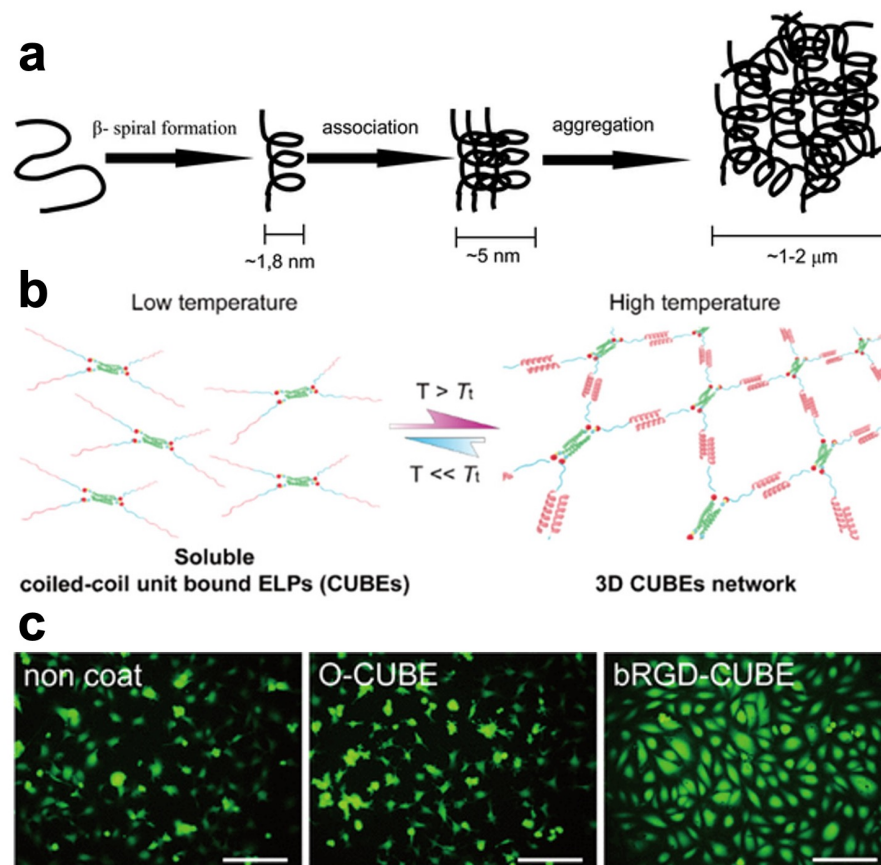 a
β- spiral formation
association
aggregation
~1,8 nm
~5 nm
~1-2 μm
b
Low temperature
High temperature
T > Tt
T << Tt
Soluble
coiled-coil unit bound ELPs (CUBEs)
3D CUBEs network
c
non coat
O-CUBE
bRGD-CUBE